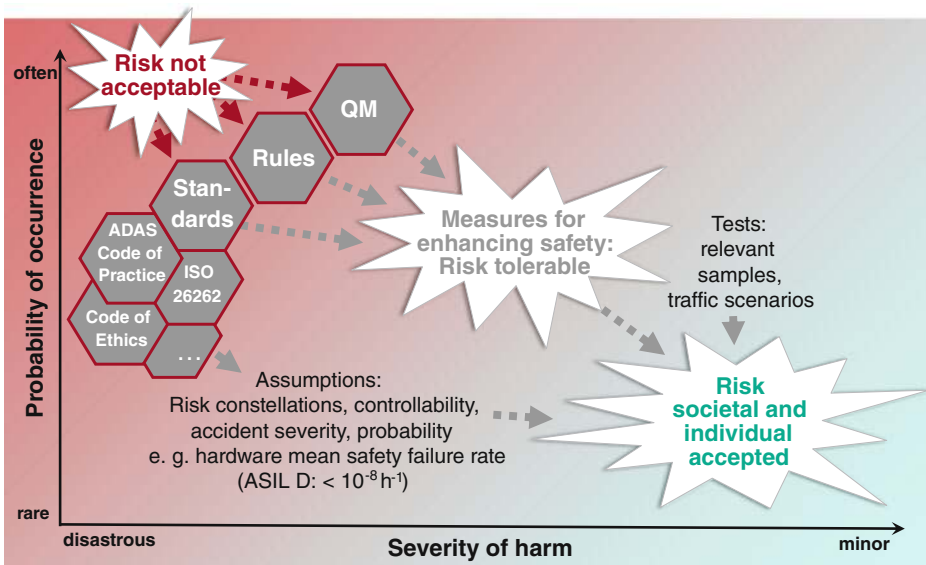 often
Risk not
acceptable
QM
Rules
Stan-
dards
ADAS
Code of
Practice
ISO
26262
Code of
Ethics
...
Measures for
enhancing safety:
Risk tolerable
Tests:
relevant
samples,
traffic scenarios
Assumptions:
Risk constellations, controllability,
accident severity, probability
e. g. hardware mean safety failure rate
(ASIL D: < 10⁻⁸ h⁻¹)
Risk
societal and
individual
accepted
Probability of occurrence
rare
disastrous
Severity of harm
minor